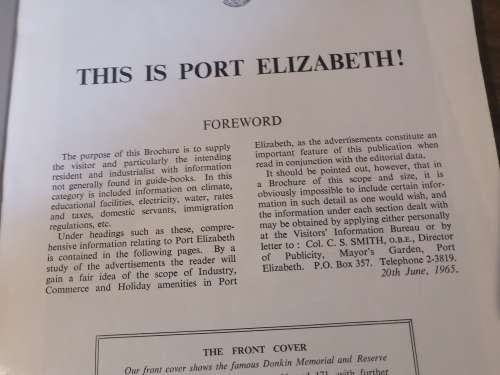 THIS IS PORT ELIZABETH!
FOREWORD
The purpose of this Brochure is to supply
the visitor and particularly the intending
resident and industrialist with information
not generally found in guide-books. In this
category is included information on climate,
educational facilities, electricity, water, rates
and taxes, domestic servants, immigration
regulations, etc.
Under headings such as these, compre-
hensive information relating to Port Elizabeth
is contained in the following pages. By a
study of the advertisements the reader will
gain a fair idea of the scope of Industry,
Commerce and Holiday amenities in Port
Elizabeth, as the advertisements constitute an
important feature of this publication when
read in conjunction with the editorial data.
It should be pointed out, however, that in
a Brochure of this scope and size, it is
obviously impossible to include certain infor-
mation in such detail as one would wish, and
the information under each section dealt with
may be obtained by applying either personally
at the Visitors' Information Bureau or by
letter to : Col. C. S. SMITH, O.B.E., Director
of Publicity, Mayor's Garden, Port
Elizabeth. P.O. Box 357. Telephone 2-3819.
20th June, 1965.
THE FRONT COVER
Our front cover shows the famous Donkin Memorial and Reserve
171, with further